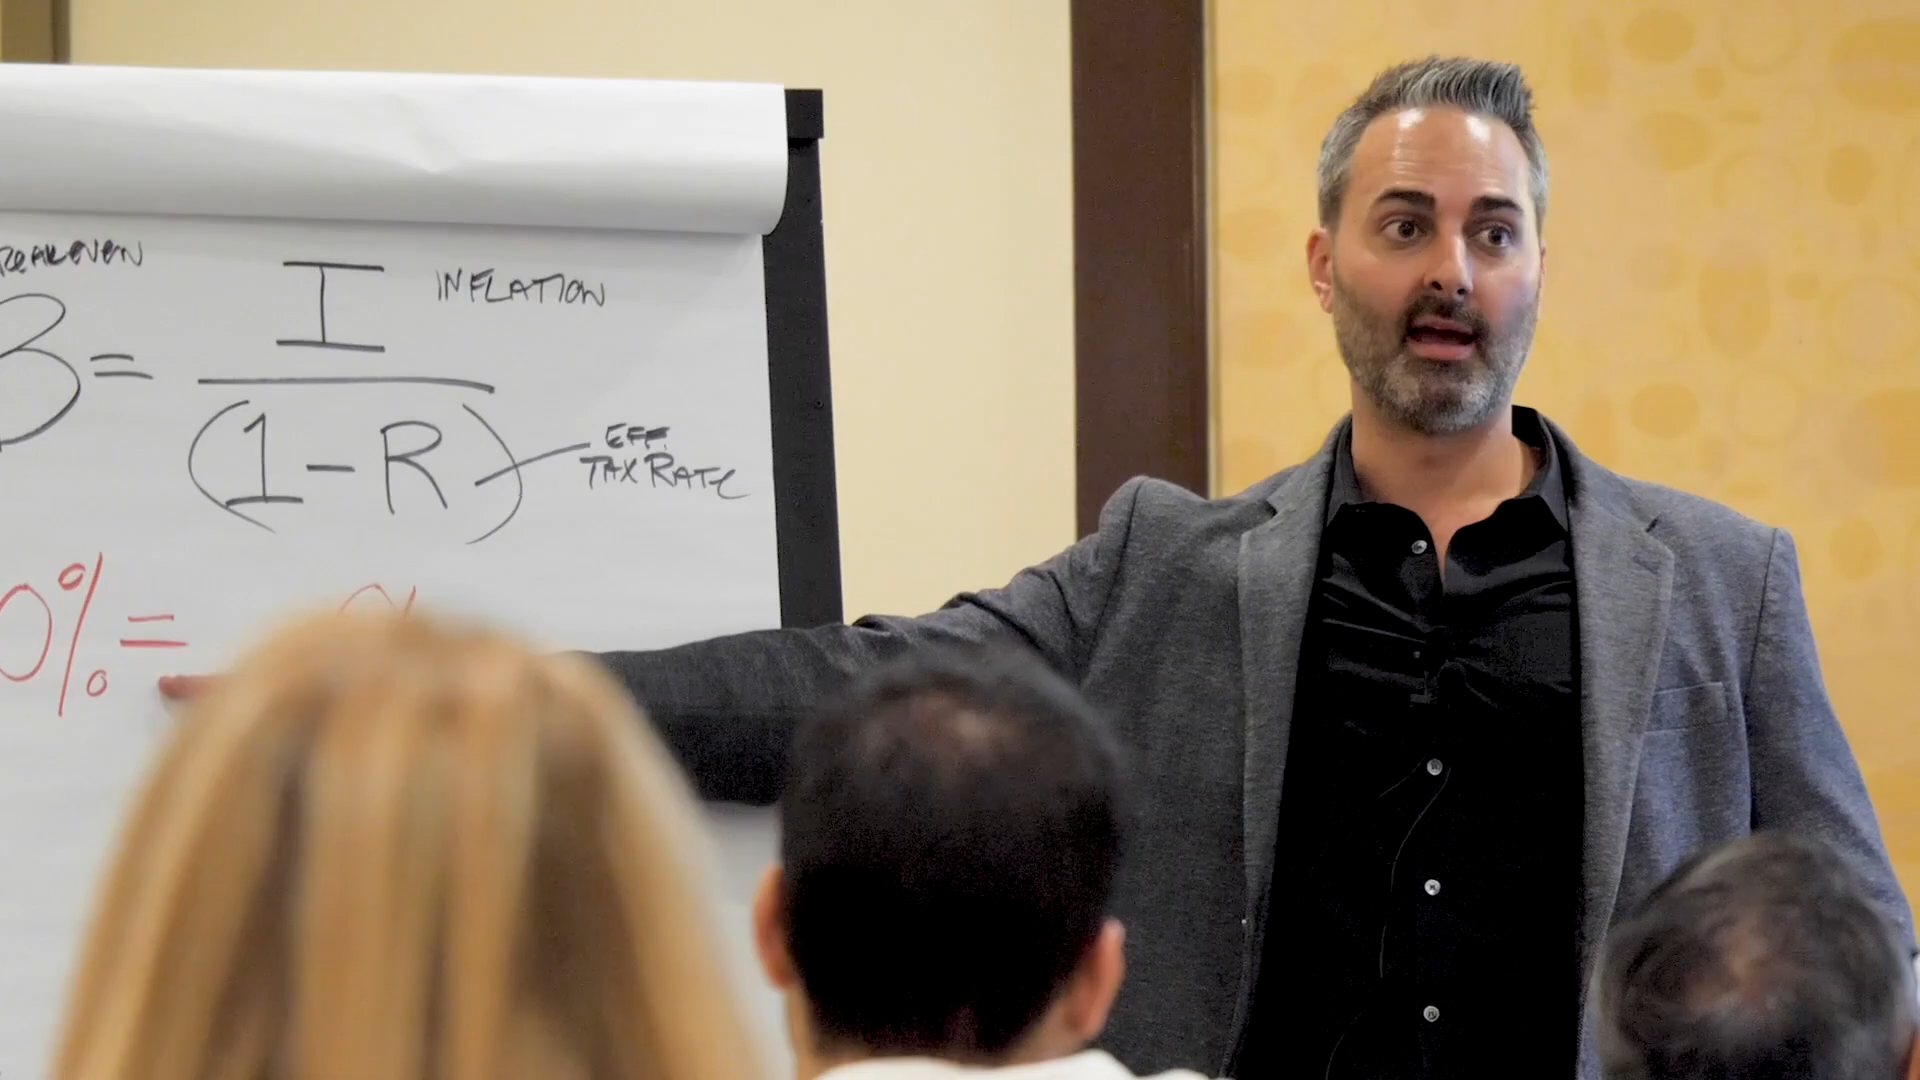 B = I INFLATION
(1 - R) EFF.
TAX RATE
0% = %